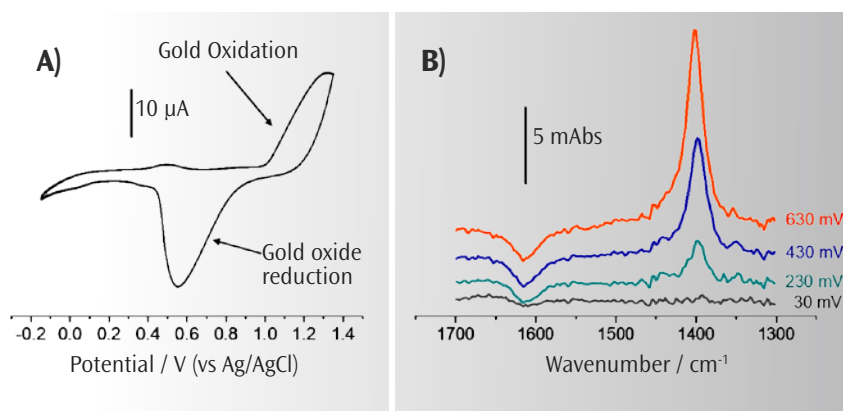 A)
Gold Oxidation
10 µA
Gold oxide
reduction
-0.2 0.0 0.2 0.4 0.6 0.8 1.0 1.2 1.4
Potential / V (vs Ag/AgCl)
B)
5 mAbs
630 mV
430 mV
230 mV
30 mV
1700 1600 1500 1400 1300
Wavenumber / cm⁻¹